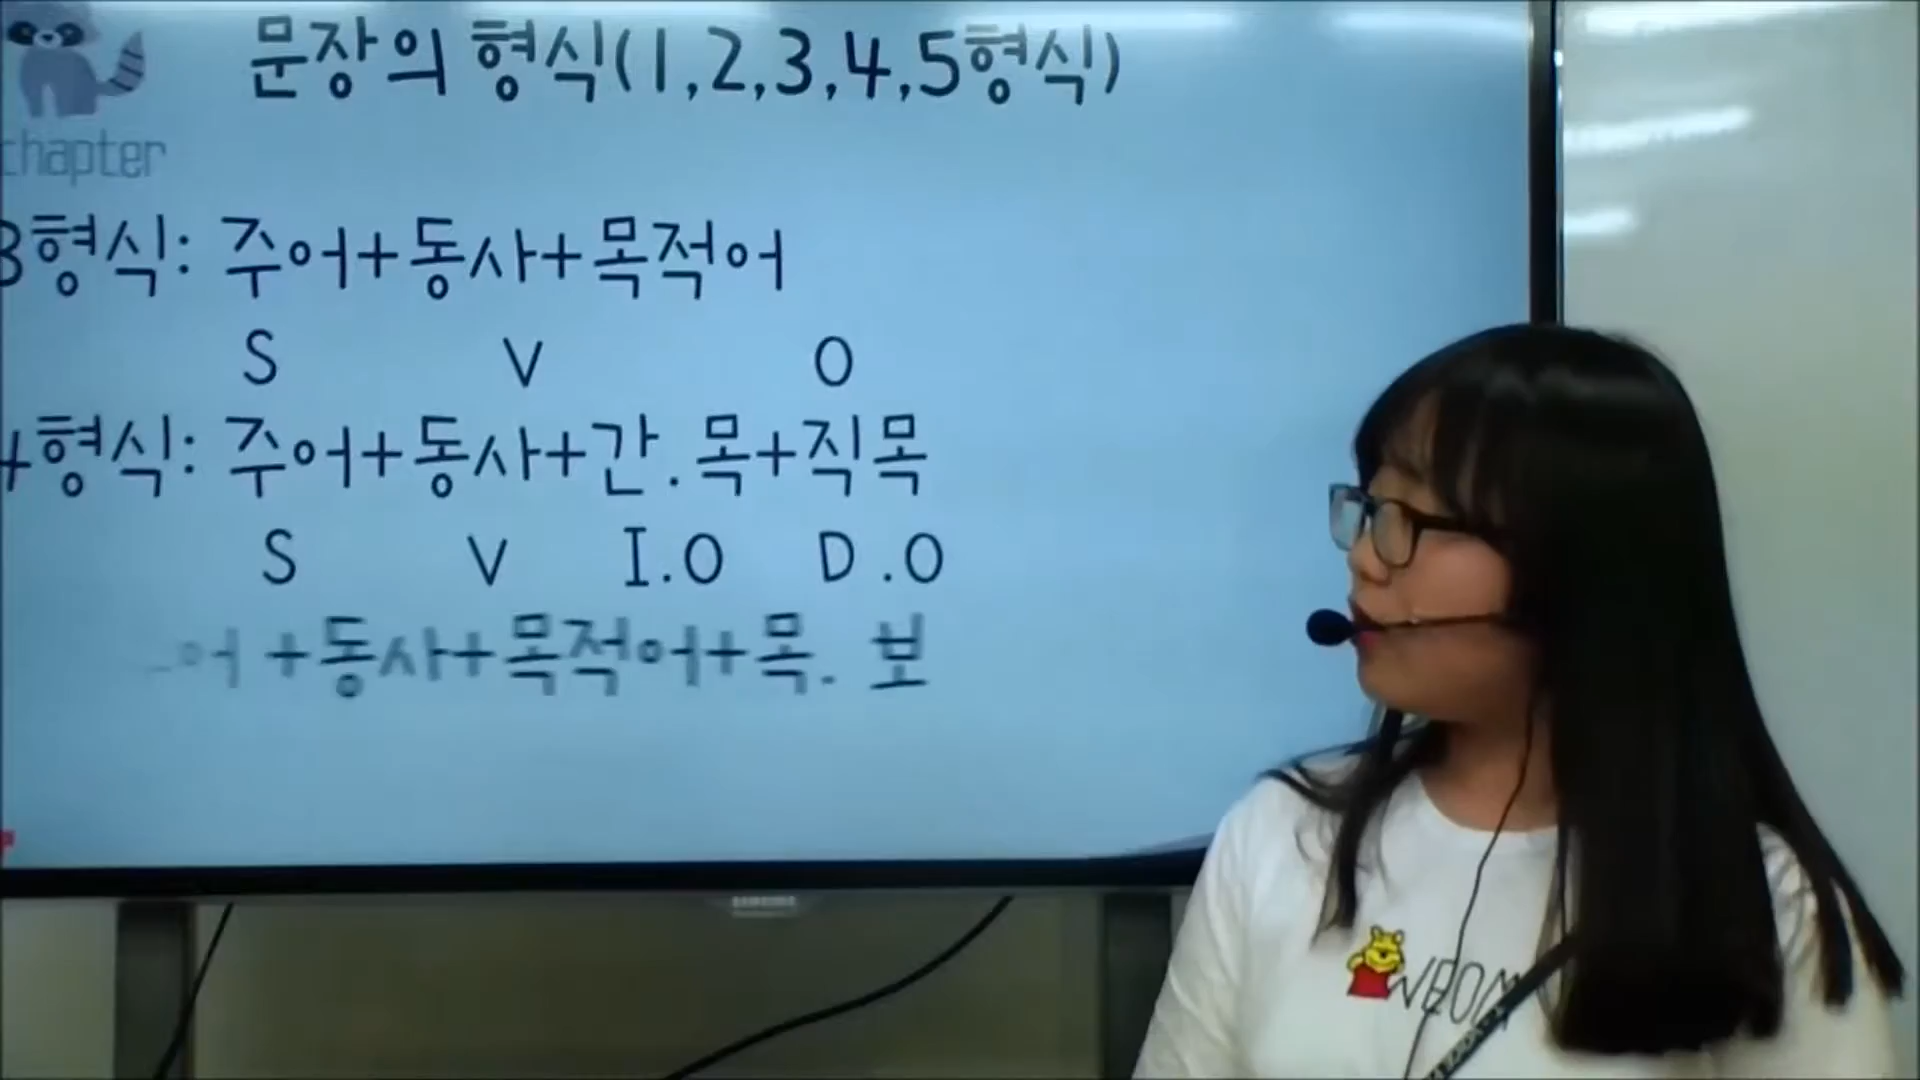 문장의 형식(1,2,3,4,5형식)
chapter
3형식: 주어+동사+목적어
S V O
4형식: 주어+동사+간.목+직목
S V I.O D.O
어+동사+목적어+목. 보
SAMSUNG